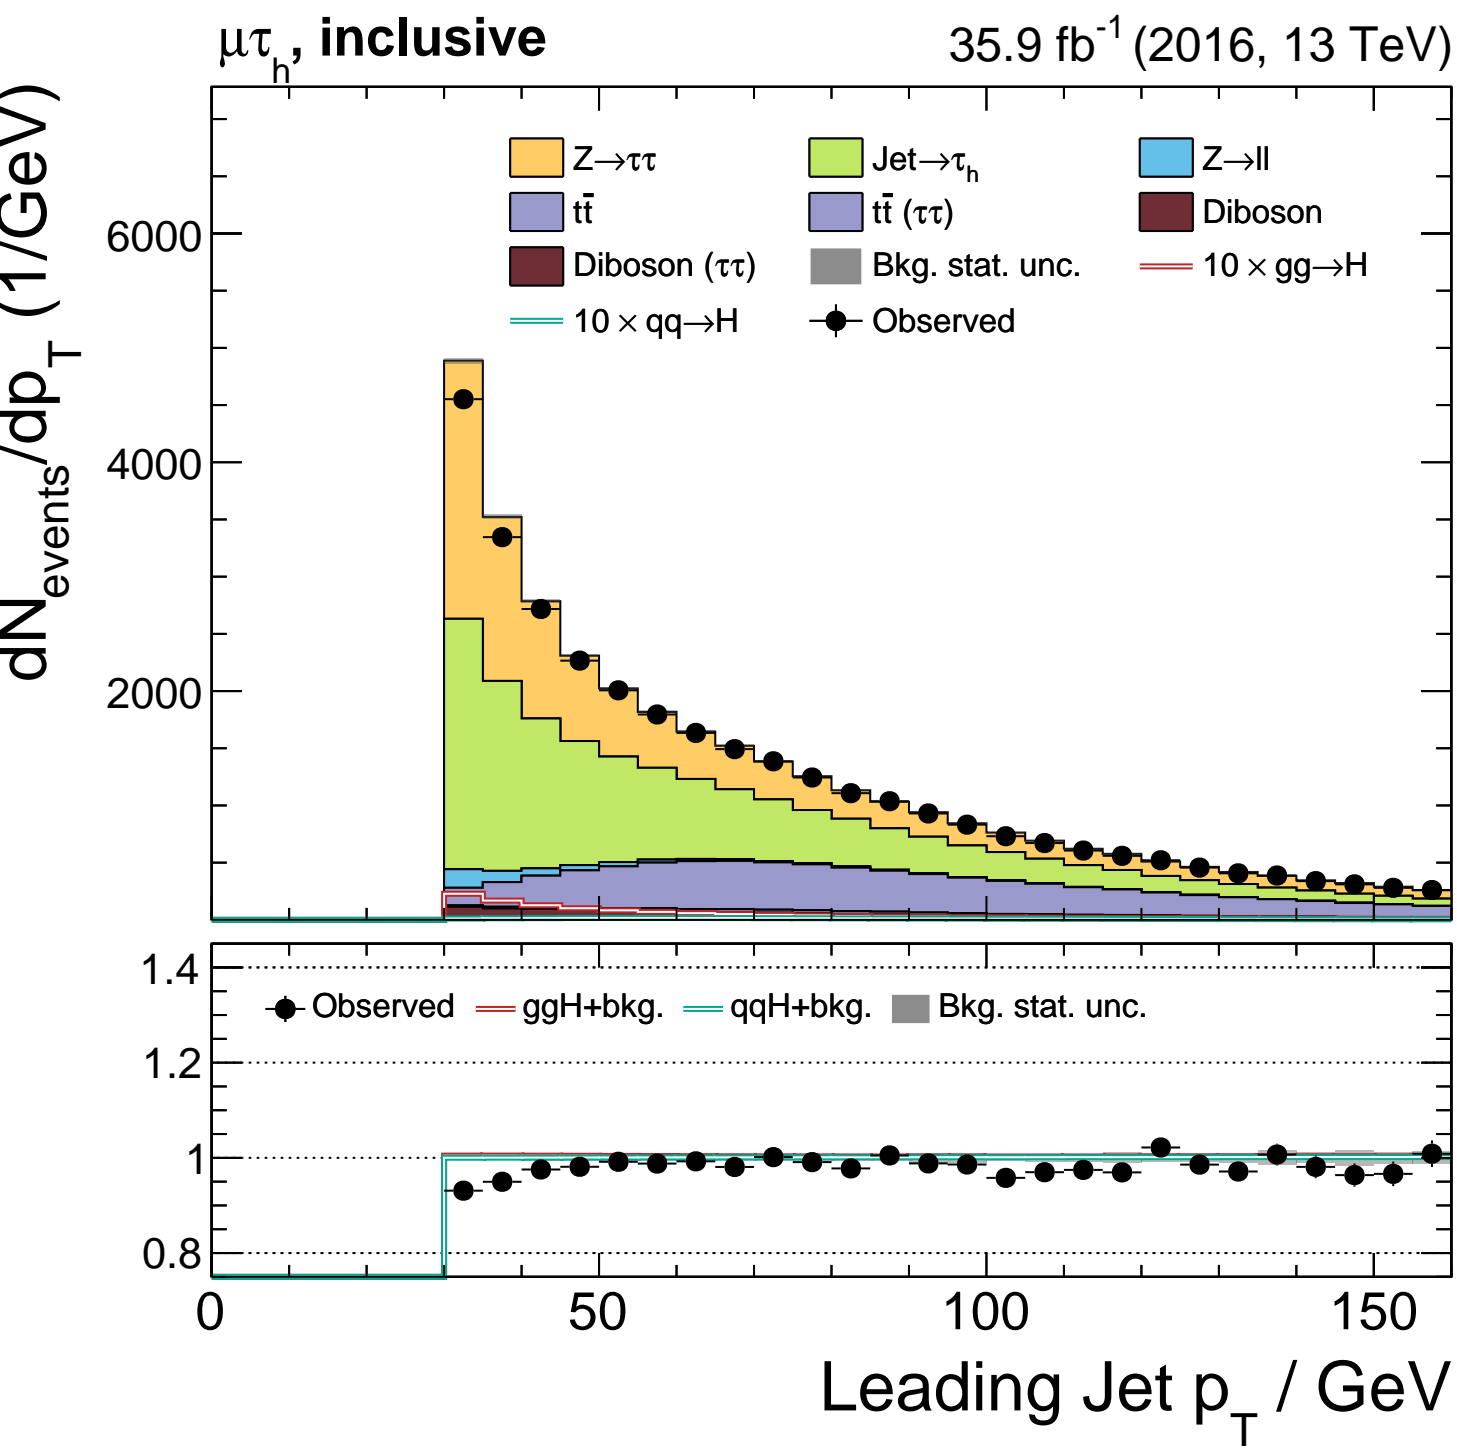 μτh, inclusive
35.9 fb-1 (2016, 13 TeV)
dNevents/dpT (1/GeV)
Z→ττ Jet→τh Z→ll
tt̄ tt̄ (ττ) Diboson
Diboson (ττ) Bkg. stat. unc. 10 × gg→H
10 × qq→H Observed
6000
4000
2000
1.4
Observed ggH+bkg. qqH+bkg. Bkg. stat. unc.
1.2
1
0.8
0 50 100 150
Leading Jet pT / GeV